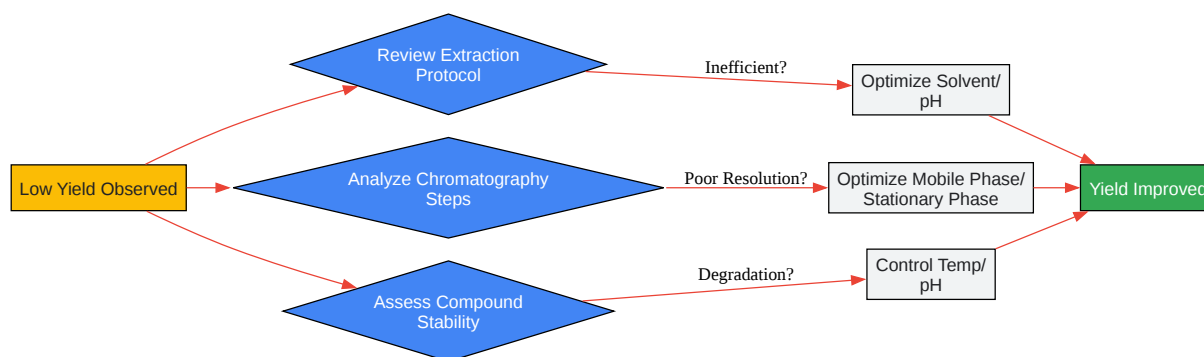 Low Yield Observed
Review Extraction
Protocol
Inefficient?
Optimize Solvent/
pH
Analyze Chromatography
Steps
Poor Resolution?
Optimize Mobile Phase/
Stationary Phase
Assess Compound
Stability
Degradation?
Control Temp/
pH
Yield Improved